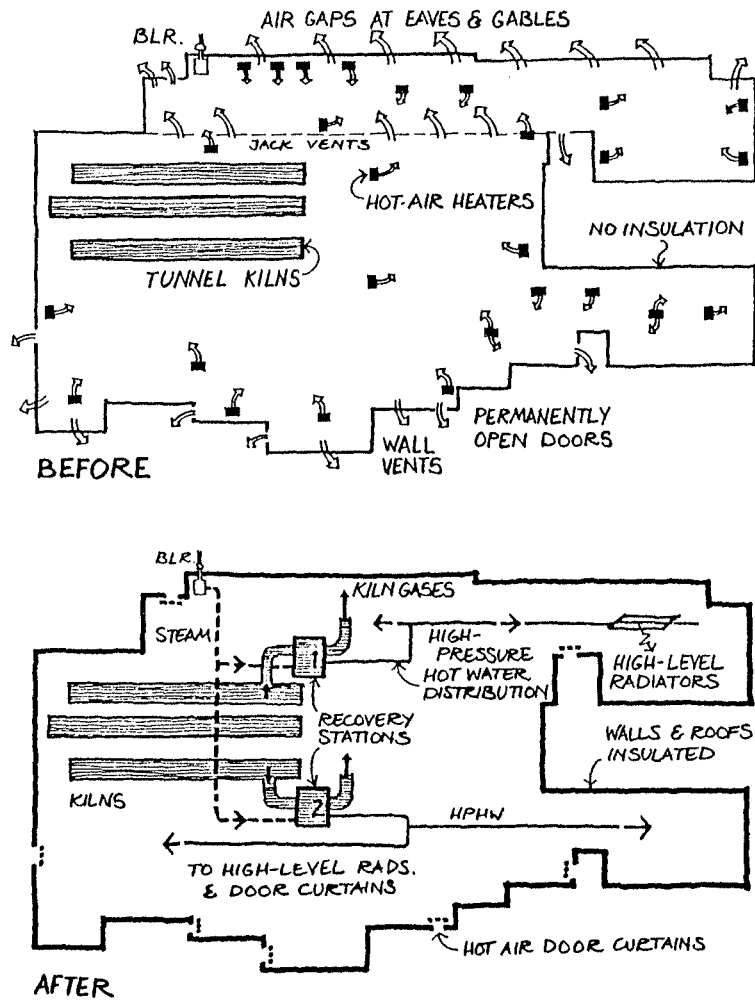 AIR GAPS AT EAVES & GABLES
BLR.
JACK VENTS
HOT-AIR HEATERS
NO INSULATION
TUNNEL KILNS
PERMANENTLY
OPEN DOORS
WALL
VENTS
BEFORE
BLR.
KILN GASES
STEAM
1
HIGH-
PRESSURE
HOT WATER
DISTRIBUTION
HIGH-LEVEL
RADIATORS
RECOVERY
STATIONS
WALLS & ROOFS
INSULATED
KILNS
2
HPHW
TO HIGH-LEVEL RADS.
& DOOR CURTAINS
HOT AIR DOOR CURTAINS
AFTER